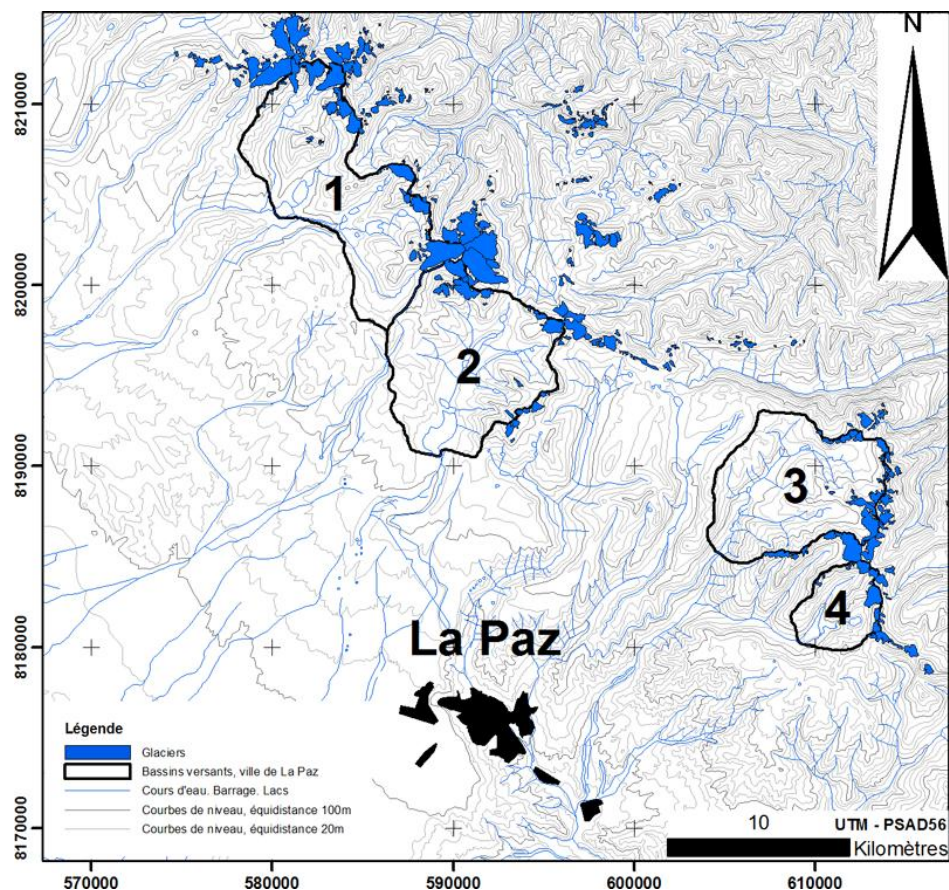 N
8210000
8200000
8190000
8180000
8170000
1
2
3
4
La Paz
Légende
Glaciers
Bassins versants, ville de La Paz
Cours d'eau. Barrage. Lacs
Courbes de niveau, équidistance 100m
Courbes de niveau, équidistance 20m
10
UTM - PSAD56
Kilomètres
570000
580000
590000
600000
610000